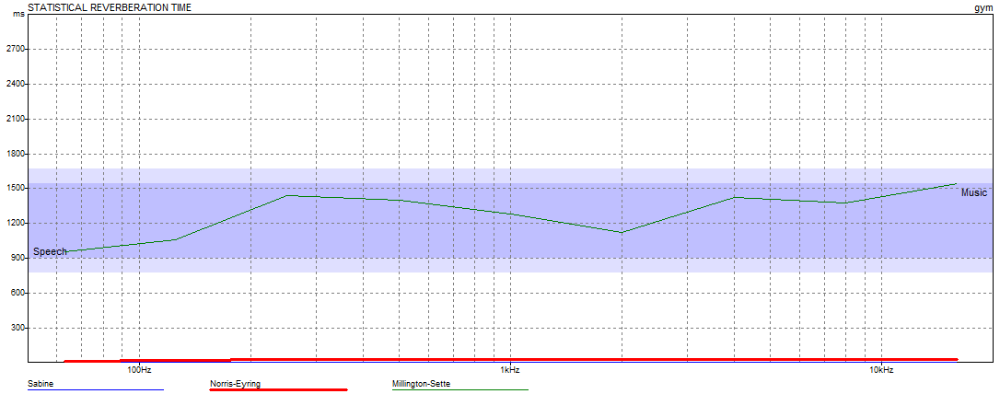 STATISTICAL REVERBERATION TIME gym
ms
2700
2400
2100
1800
1500
Music
1200
Speech
900
600
300
100Hz 1kHz 10kHz
Sabine Norris-Eyring Millington-Sette